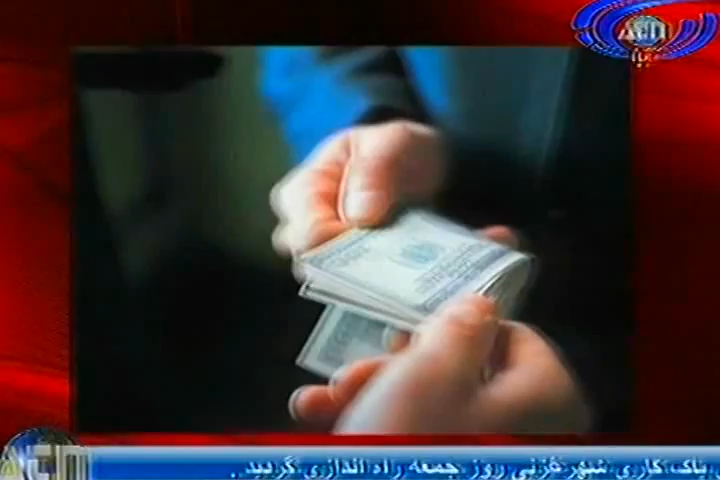 پاک کاری شهر غزنی روز جمعه راه اندازی گردید.